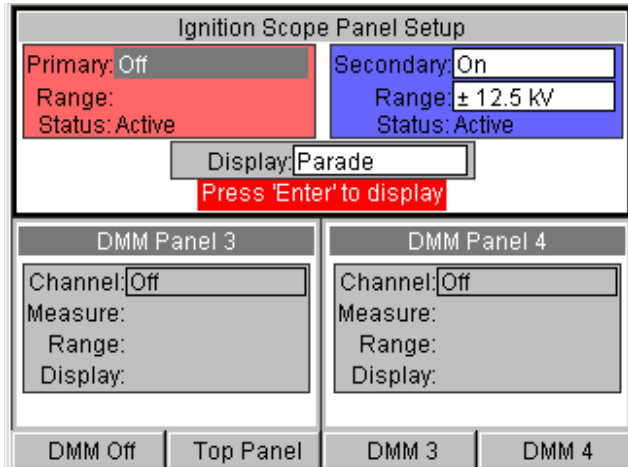 Ignition Scope Panel Setup
Primary: Off
Range:
Status: Active
Secondary: On
Range: ± 12.5 kV
Status: Active
Display: Parade
Press 'Enter' to display
DMM Panel 3
Channel: Off
Measure:
Range:
Display:
DMM Panel 4
Channel: Off
Measure:
Range:
Display:
DMM Off
Top Panel
DMM 3
DMM 4